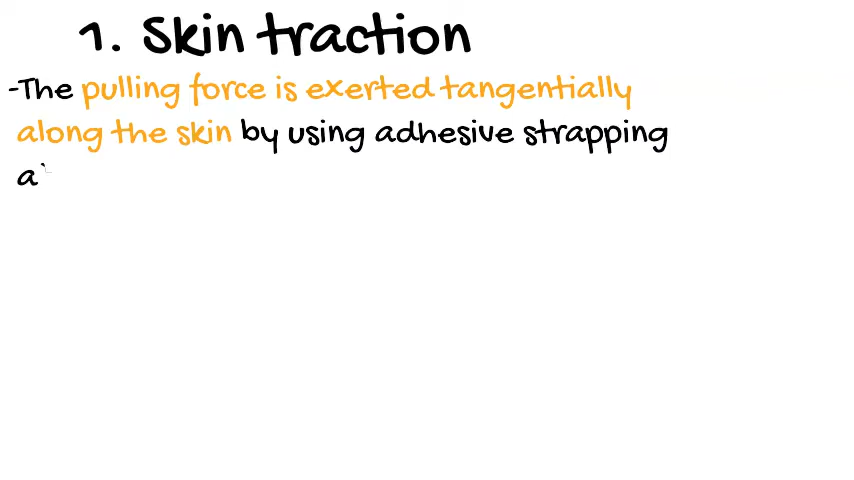 1. Skin traction
-The pulling force is exerted tangentially
along the skin by using adhesive strapping
a